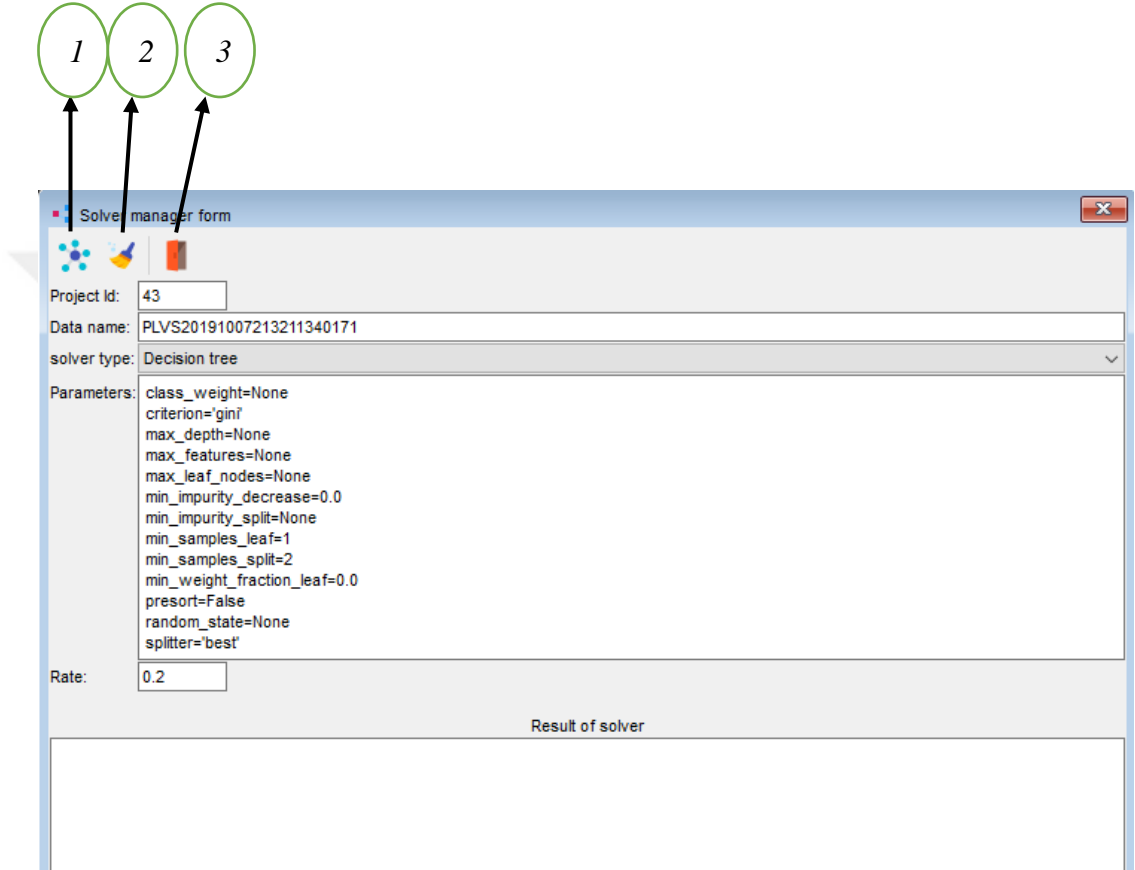 1 2 3
Solver manager form
Project Id: 43
Data name: PLVS20191007213211340171
solver type: Decision tree
Parameters: class_weight=None
criterion='gini'
max_depth=None
max_features=None
max_leaf_nodes=None
min_impurity_decrease=0.0
min_impurity_split=None
min_samples_leaf=1
min_samples_split=2
min_weight_fraction_leaf=0.0
presort=False
random_state=None
splitter='best'
Rate: 0.2
Result of solver